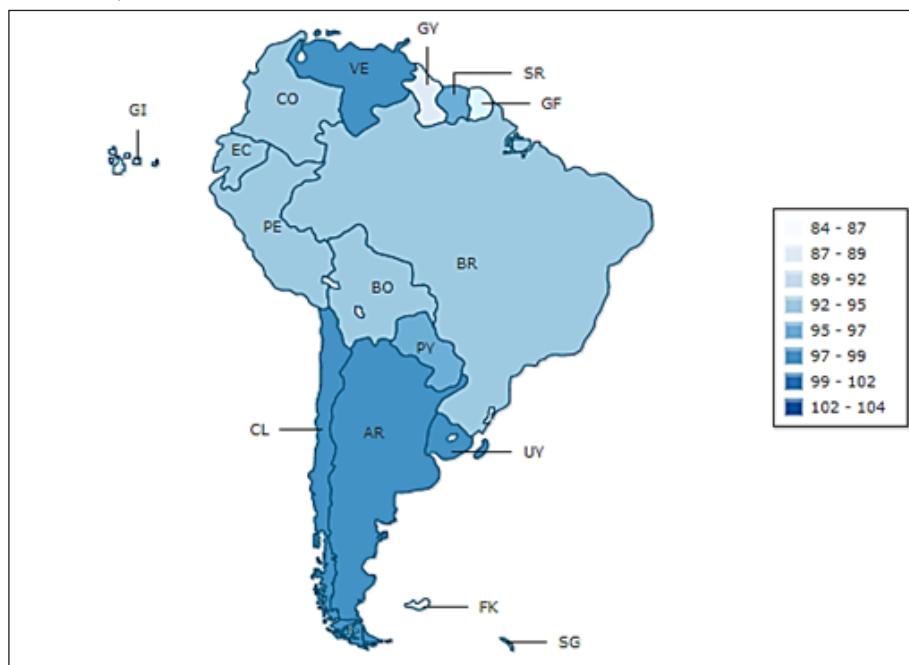 GY
VE
SR
CO
GF
GI
EC
PE
BR
BO
PY
CL
AR
UY
FK
SG
84 - 87
87 - 89
89 - 92
92 - 95
95 - 97
97 - 99
99 - 102
102 - 104